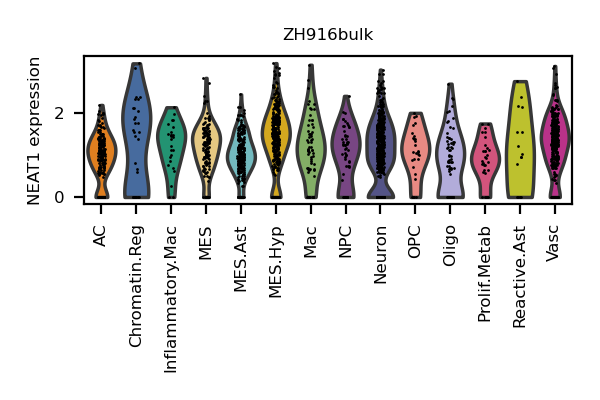 ZH916bulk
NEAT1 expression
2
0
AC
Chromatin.Reg
Inflammatory.Mac
MES
MES.Ast
MES.Hyp
Mac
NPC
Neuron
OPC
Oligo
Prolif.Metab
Reactive.Ast
Vasc